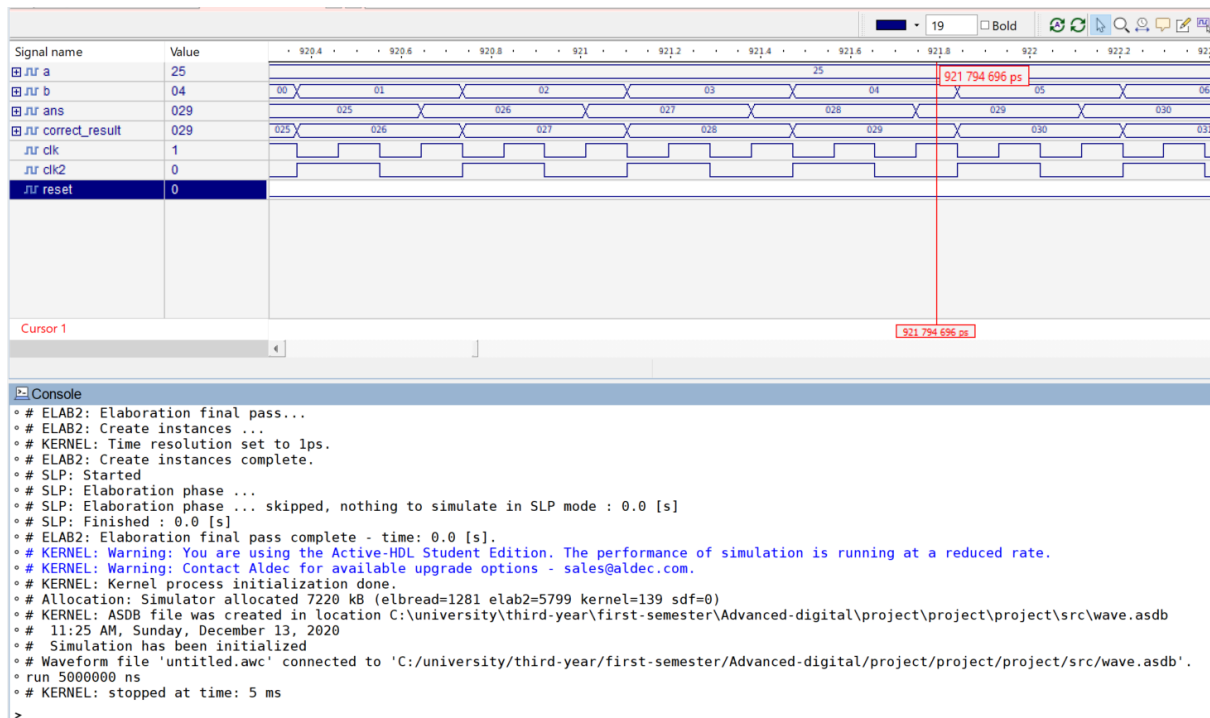 19 Bold
Signal name Value 920.4 920.6 920.8 921 921.2 921.4 921.6 921.8 922 922.2
a 25 25 921 794 696 ps
b 04 00 01 02 03 04 05 06
ans 029 025 026 027 028 029 030
correct_result 029 025 026 027 028 029 030
clk 1
clk2 0
reset 0
Cursor 1 921 794 696 ps
Console
# ELAB2: Elaboration final pass...
# ELAB2: Create instances ...
# KERNEL: Time resolution set to 1ps.
# ELAB2: Create instances complete.
# SLP: Started
# SLP: Elaboration phase ...
# SLP: Elaboration phase ... skipped, nothing to simulate in SLP mode : 0.0 [s]
# SLP: Finished : 0.0 [s]
# ELAB2: Elaboration final pass complete - time: 0.0 [s].
# KERNEL: Warning: You are using the Active-HDL Student Edition. The performance of simulation is running at a reduced rate.
# KERNEL: Warning: Contact Aldec for available upgrade options - sales@aldec.com.
# KERNEL: Kernel process initialization done.
# Allocation: Simulator allocated 7220 kB (elbread=1281 elab2=5799 kernel=139 sdf=0)
# KERNEL: ASDB file was created in location C:\university\third-year\first-semester\Advanced-digital\project\project\project\src\wave.asdb
# 11:25 AM, Sunday, December 13, 2020
# Simulation has been initialized
# Waveform file 'untitled.awc' connected to 'C:/university/third-year/first-semester/Advanced-digital/project/project/project/src/wave.asdb'.
run 5000000 ns
# KERNEL: stopped at time: 5 ms
>